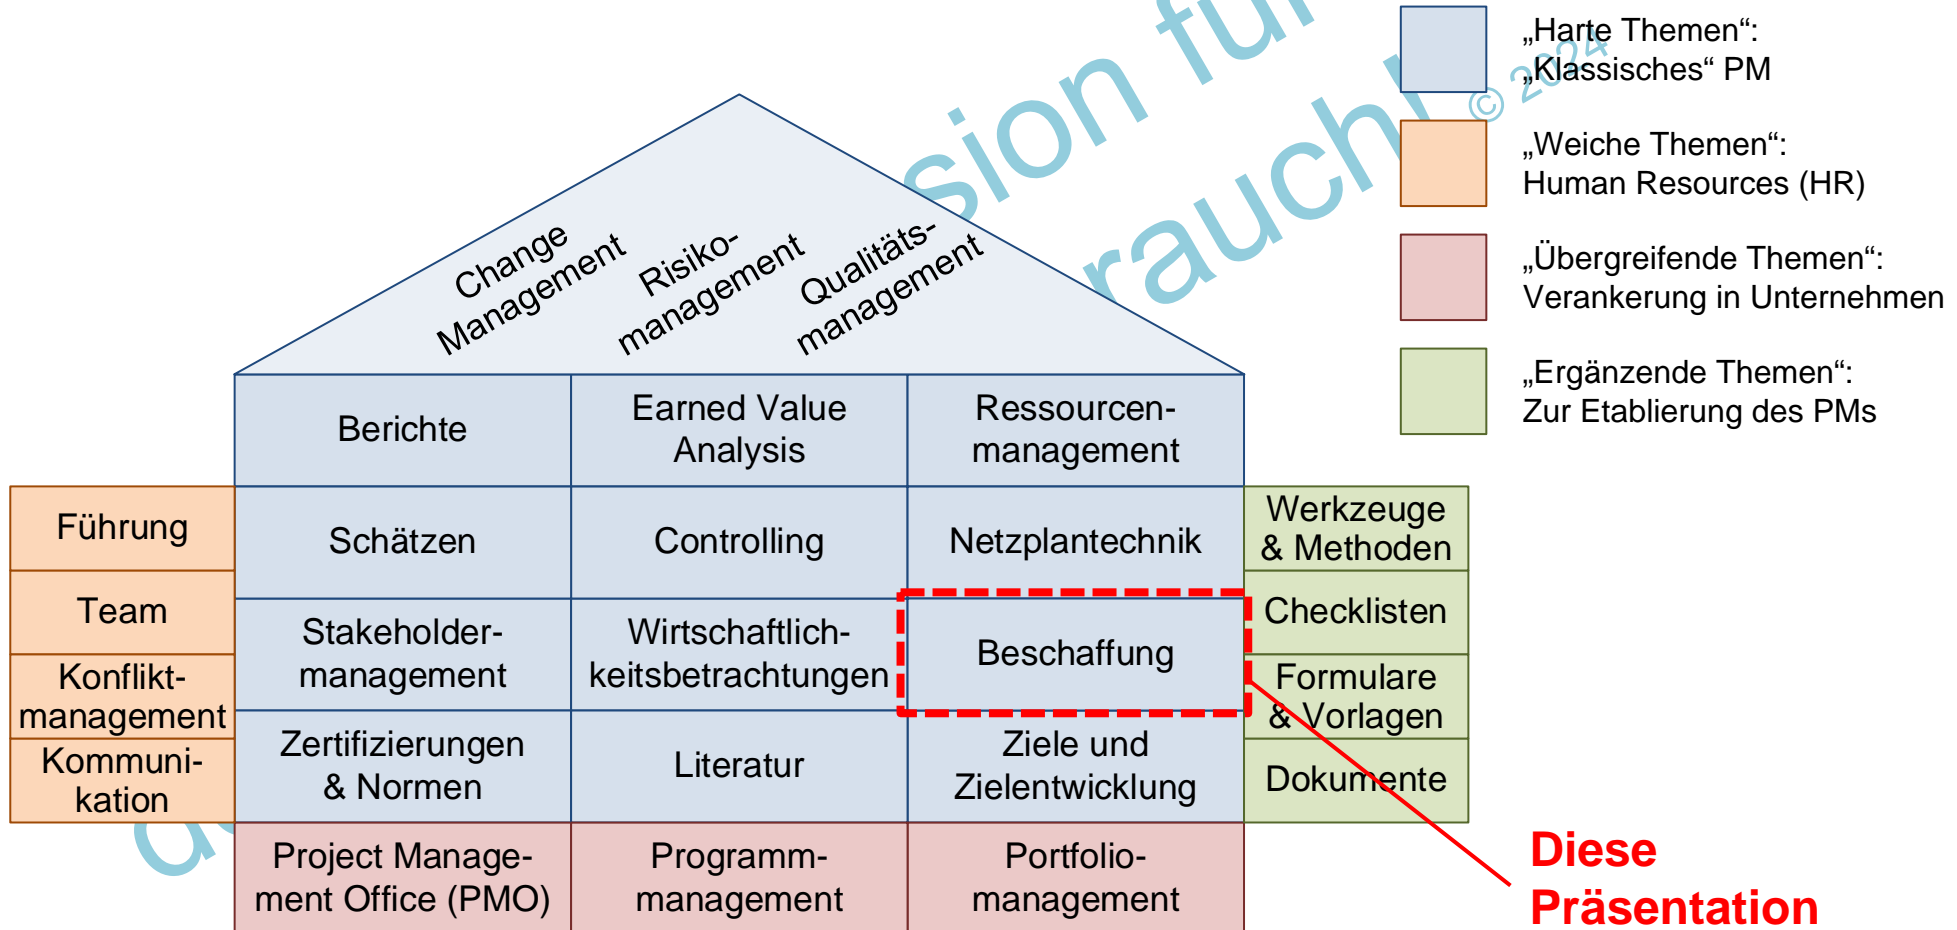 „Harte Themen“:
„Klassisches“ PM
„Weiche Themen“:
Human Resources (HR)
„Übergreifende Themen“:
Verankerung in Unternehmen
„Ergänzende Themen“:
Zur Etablierung des PMs
© 2024
Change
Management
Risiko-
management
Qualitäts-
management
Berichte
Earned Value
Analysis
Ressourcen-
management
Führung
Schätzen
Controlling
Netzplantechnik
Werkzeuge
& Methoden
Team
Stakeholder-
management
Wirtschaftlich-
keitsbetrachtungen
Beschaffung
Checklisten
Konflikt-
management
Formulare
& Vorlagen
Kommuni-
kation
Zertifizierungen
& Normen
Literatur
Ziele und
Zielentwicklung
Dokumente
Project Manage-
ment Office (PMO)
Programm-
management
Portfolio-
management
Diese
Präsentation